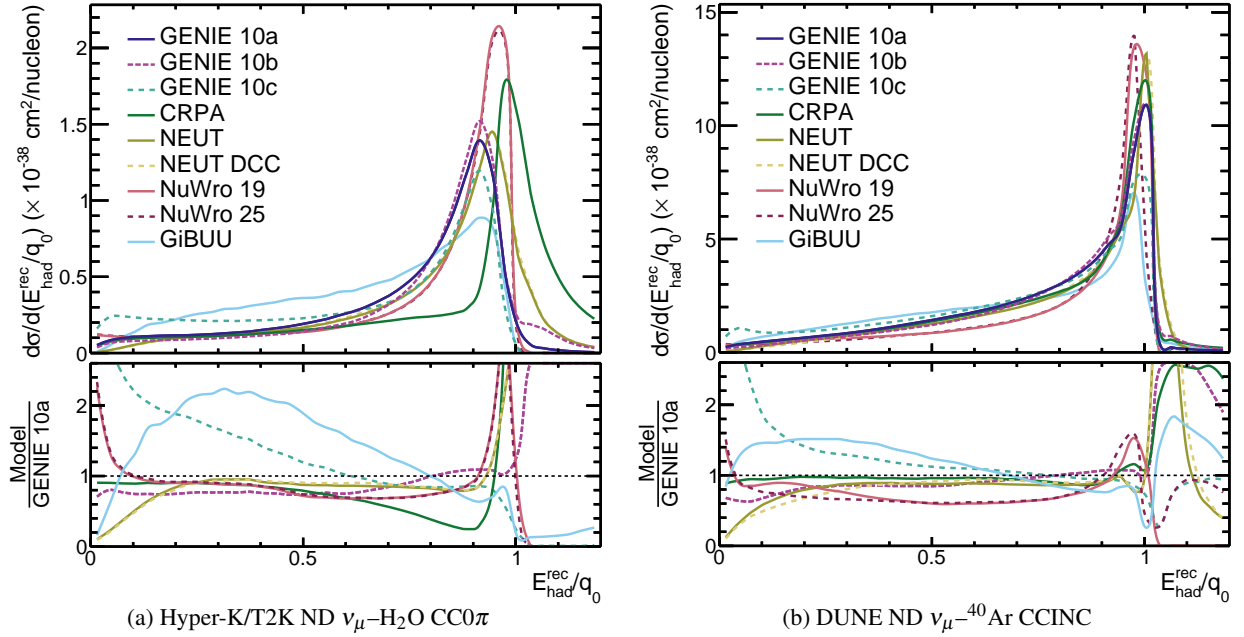 dσ/d(E^rec_had/q_0) (× 10^-38 cm^2/nucleon)
2
1.5
1
0.5
0
GENIE 10a
GENIE 10b
GENIE 10c
CRPA
NEUT
NEUT DCC
NuWro 19
NuWro 25
GiBUU
Model
GENIE 10a
2
1
0
0
0.5
1
E^rec_had/q_0
(a) Hyper-K/T2K ND ν_μ–H_2O CC0π
dσ/d(E^rec_had/q_0) (× 10^-38 cm^2/nucleon)
15
10
5
0
GENIE 10a
GENIE 10b
GENIE 10c
CRPA
NEUT
NEUT DCC
NuWro 19
NuWro 25
GiBUU
Model
GENIE 10a
2
1
0
0
0.5
1
E^rec_had/q_0
(b) DUNE ND ν_μ–^40Ar CCINC